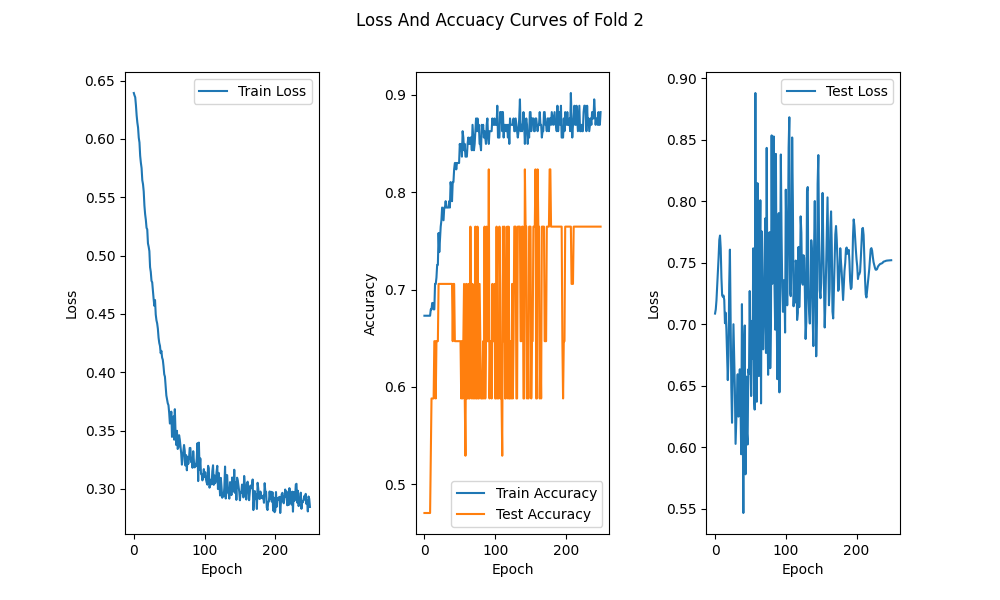 Loss And Accuacy Curves of Fold 2
0.65
0.60
0.55
0.50
0.45
0.40
0.35
0.30
Loss
0
100
200
Epoch
Train Loss
0.9
0.8
0.7
0.6
0.5
Accuracy
0
100
200
Epoch
Train Accuracy
Test Accuracy
0.90
0.85
0.80
0.75
0.70
0.65
0.60
0.55
Loss
0
100
200
Epoch
Test Loss